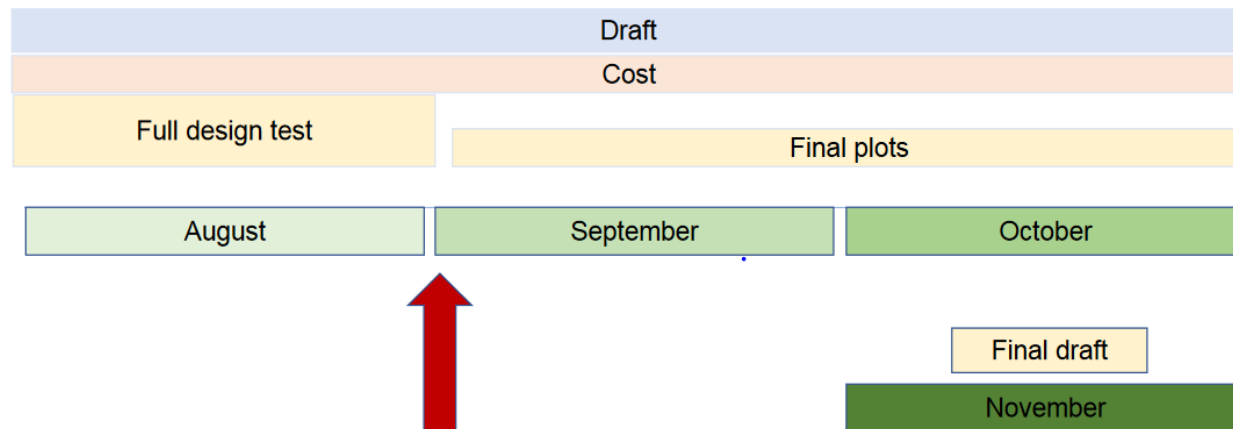 Draft
Cost
Full design test
Final plots
August
September
October
Final draft
November